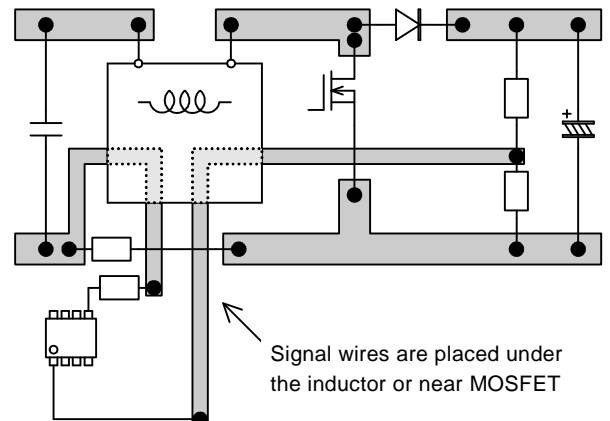 +
Signal wires are placed under
the inductor or near MOSFET